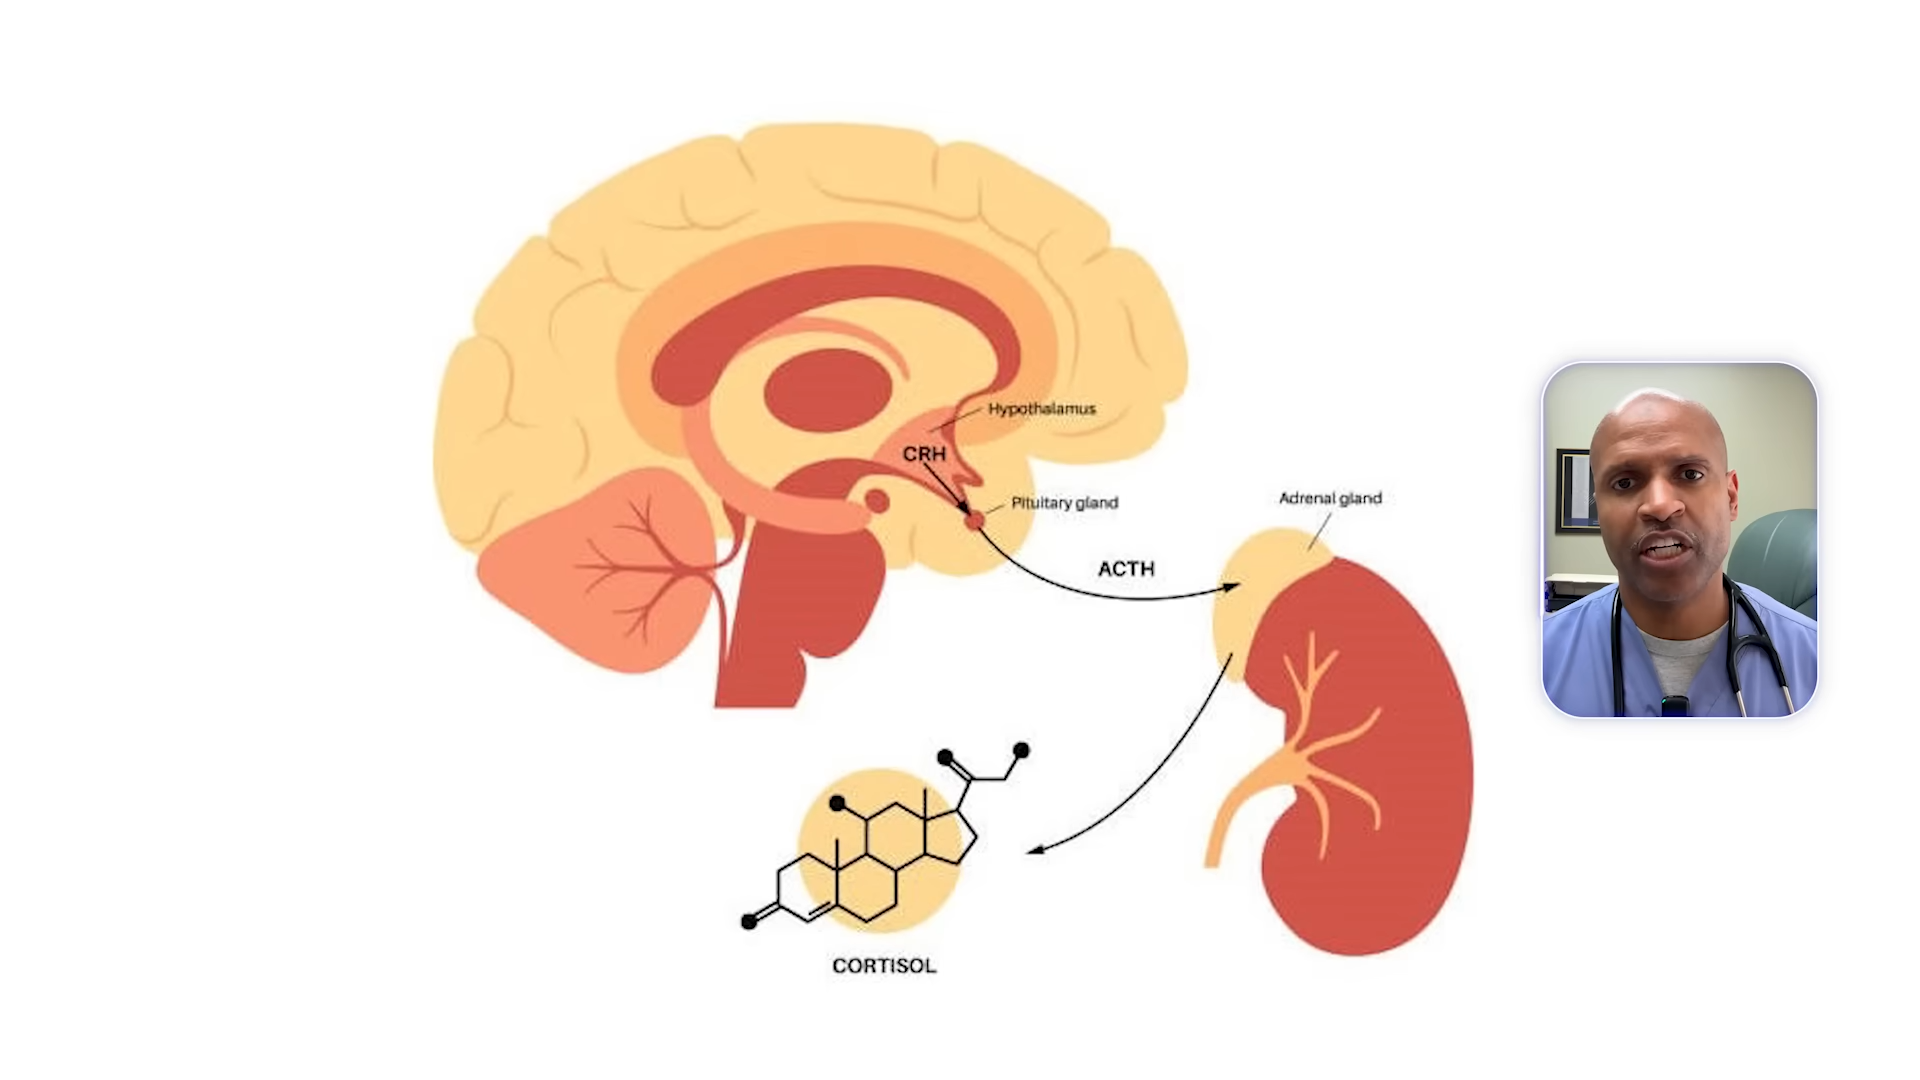 Hypothalamus
CRH
Pituitary gland
Adrenal gland
ACTH
CORTISOL